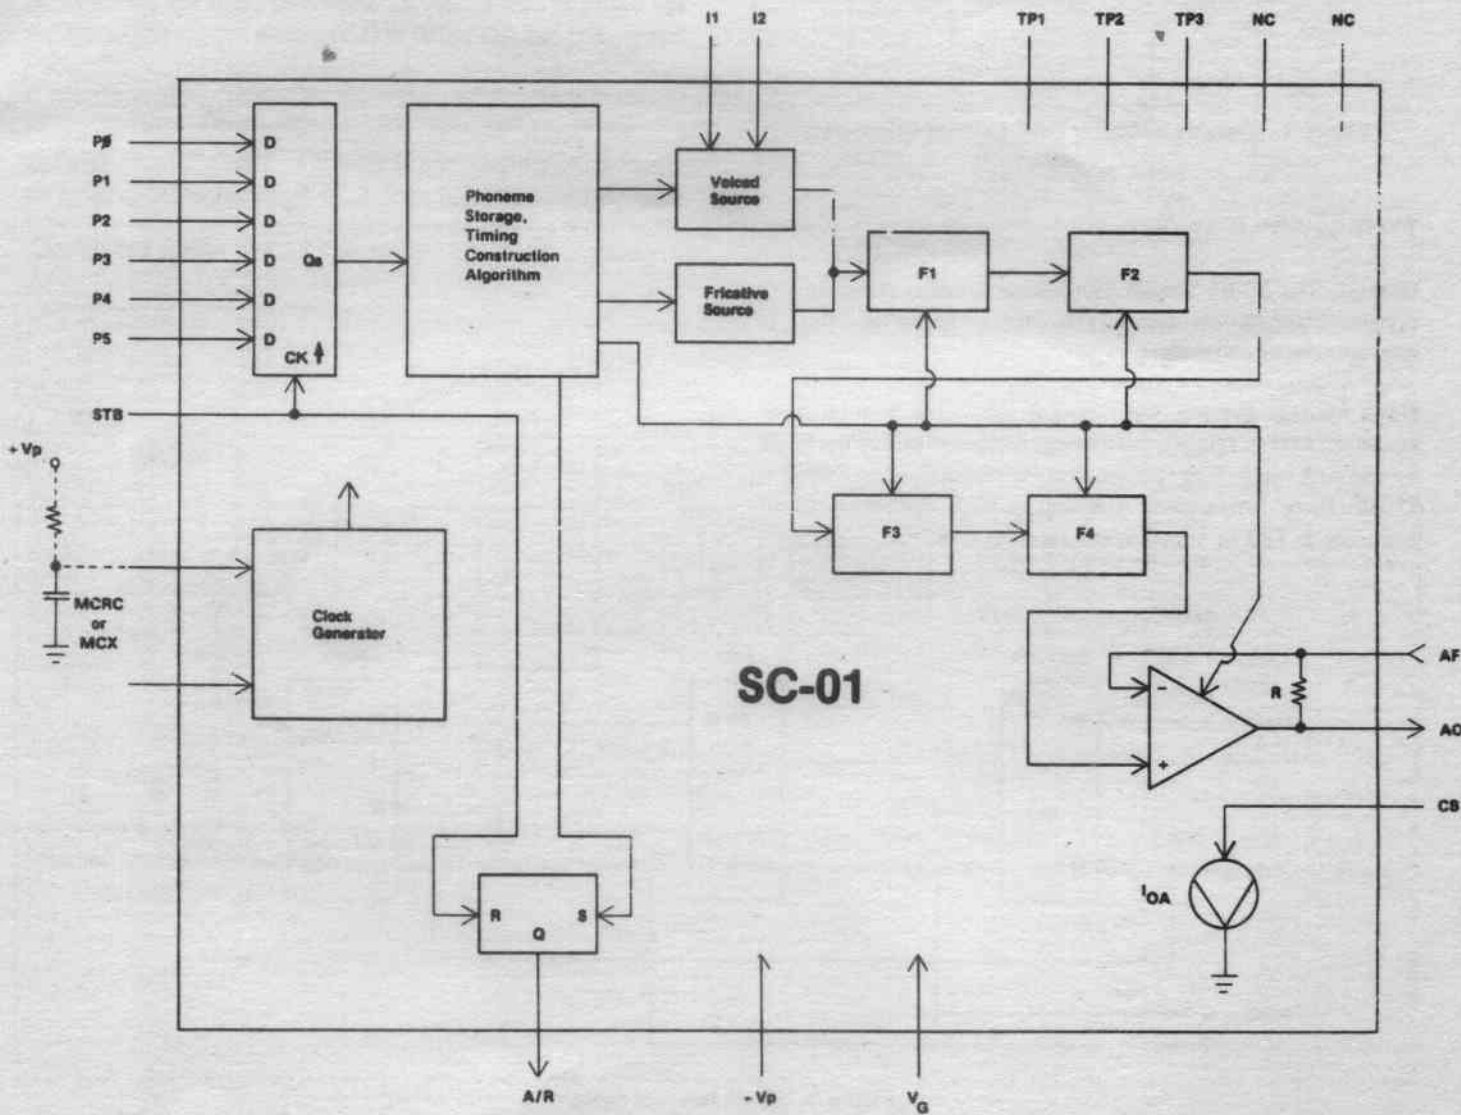 I1 I2 TP1 TP2 TP3 NC NC
PØ D
P1 D
P2 D
P3 D Qs
P4 D
P5 D
CK
STB
Phoneme
Storage,
Timing
Construction
Algorithm
Voiced
Source
Fricative
Source
F1
F2
F3
F4
+ Vp
MCRC
or
MCX
Clock
Generator
SC-01
AF
R
−
+
AO
CB
IOA
R S
Q
A/R
- Vp
VG